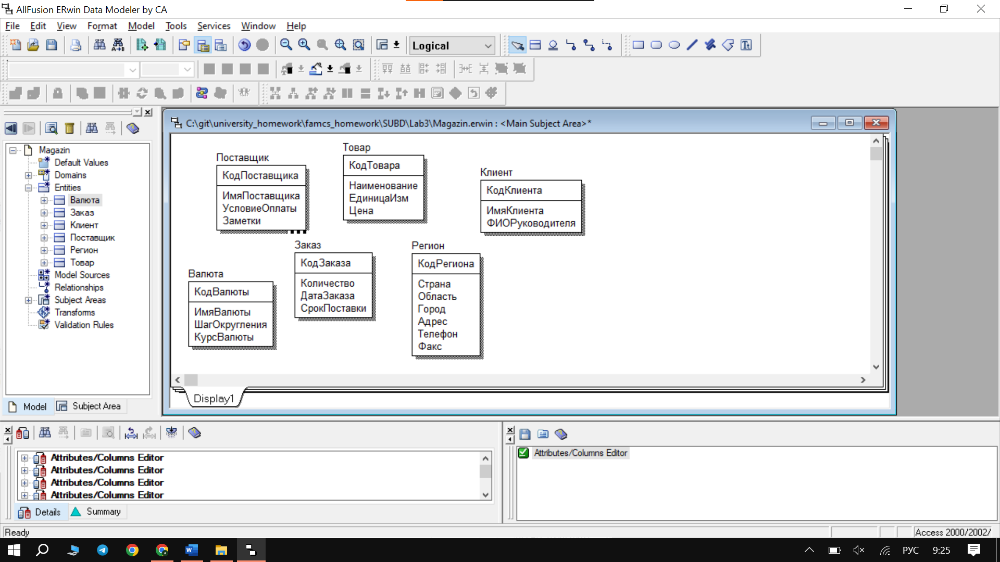 AllFusion ERwin Data Modeler by CA
File Edit View Format Model Tools Services Window Help
Logical
C:\git\university_homework\famcs_homework\SUBD\Lab3\Magazin.erwin : <Main Subject Area>*
Magazin
Default Values
Domains
Entities
Валюта
Заказ
Клиент
Поставщик
Регион
Товар
Model Sources
Relationships
Subject Areas
Transforms
Validation Rules
Model
Subject Area
Поставщик
КодПоставщика
ИмяПоставщика
УсловиеОплаты
Заметки
Товар
КодТовара
Наименование
ЕдиницаИзм
Цена
Клиент
КодКлиента
ИмяКлиента
ФИОРуководителя
Валюта
КодВалюты
ИмяВалюты
ШагОкругления
КурсВалюты
Заказ
КодЗаказа
Количество
ДатаЗаказа
СрокПоставки
Регион
КодРегиона
Страна
Область
Город
Адрес
Телефон
Факс
Display1
Attributes/Columns Editor
Attributes/Columns Editor
Attributes/Columns Editor
Attributes/Columns Editor
Details
Summary
Attributes/Columns Editor
Ready
Access 2000/2002/
РУС
9:25